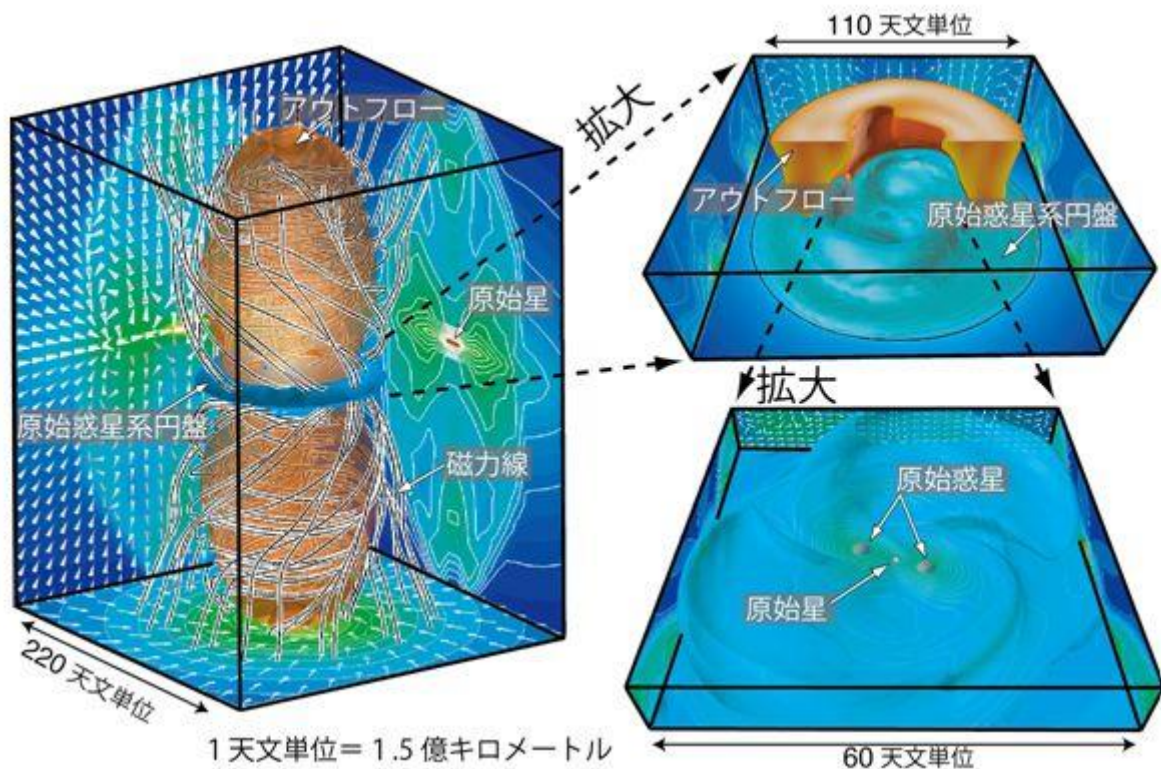 アウトフロー
原始星
原始惑星系円盤
磁力線
220 天文単位
1 天文単位＝ 1.5 億キロメートル
拡大
110 天文単位
アウトフロー
原始惑星系円盤
拡大
原始惑星
原始星
60 天文単位